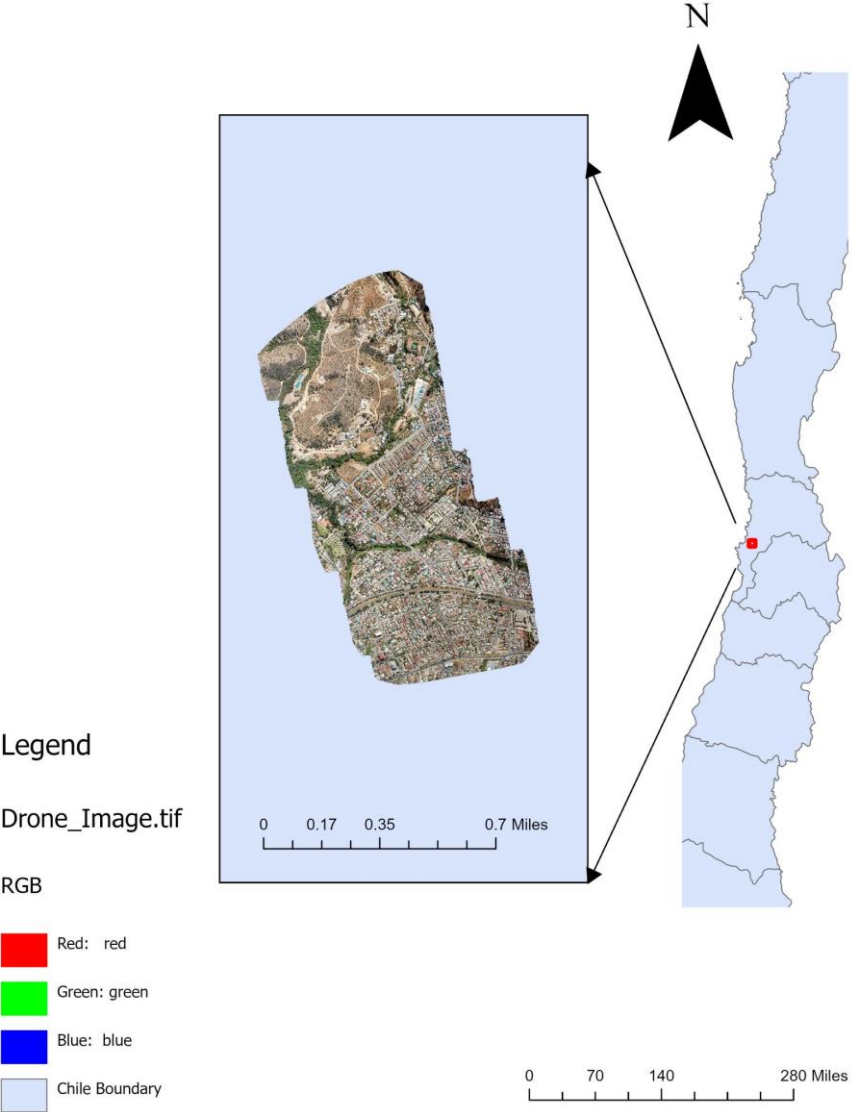 N
0 0.17 0.35 0.7 Miles
Legend
Drone_Image.tif
RGB
Red: red
Green: green
Blue: blue
Chile Boundary
0 70 140 280 Miles